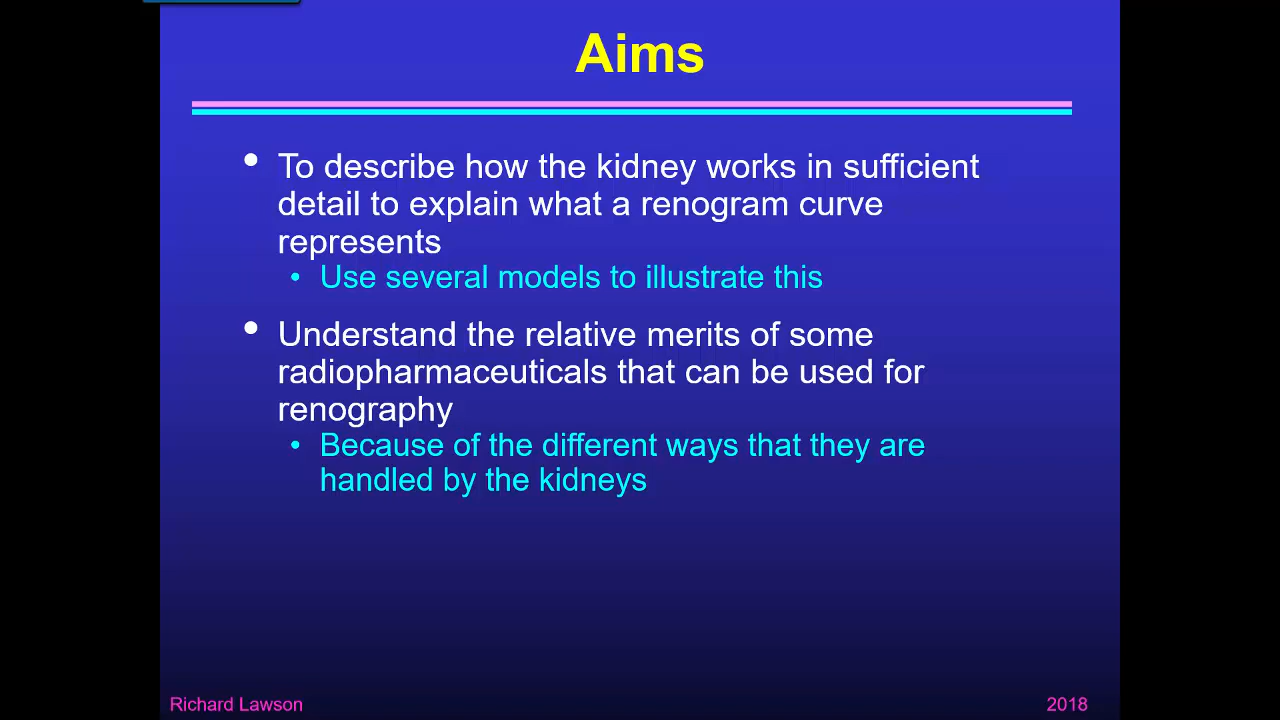 Aims
• To describe how the kidney works in sufficient
detail to explain what a renogram curve
represents
• Use several models to illustrate this
• Understand the relative merits of some
radiopharmaceuticals that can be used for
renography
• Because of the different ways that they are
handled by the kidneys
Richard Lawson
2018